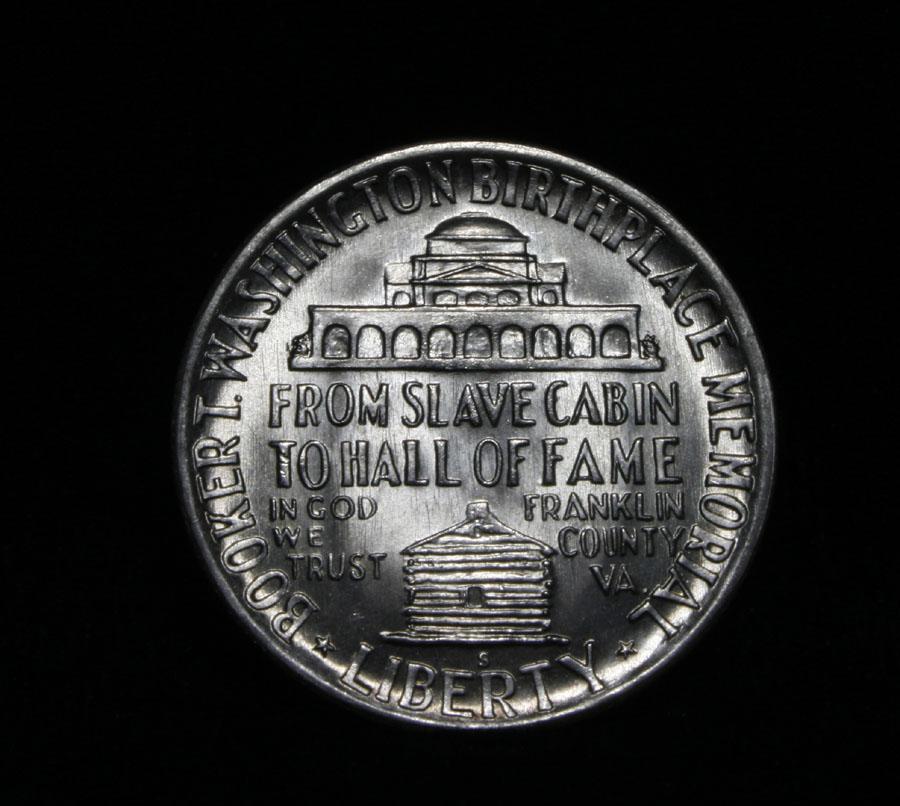 BOOKER T. WASHINGTON BIRTHPLACE MEMORIAL
FROM SLAVE CABIN
TO HALL OF FAME
IN GOD
WE
TRUST
FRANKLIN
COUNTY
VA.
S
LIBERTY